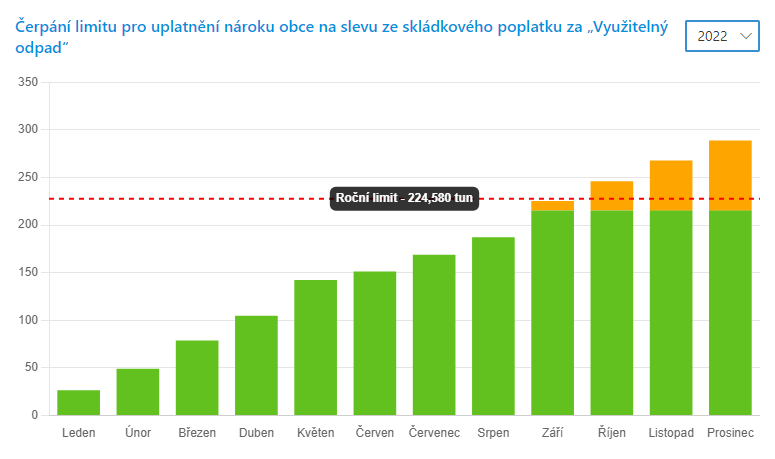 Čerpání limitu pro uplatnění nároku obce na slevu ze skládkového poplatku za „Využitelný
odpad“
2022
350
300
250
200
150
100
50
0
Roční limit - 224,580 tun
Leden Únor Březen Duben Květen Červen Červenec Srpen Září Říjen Listopad Prosinec